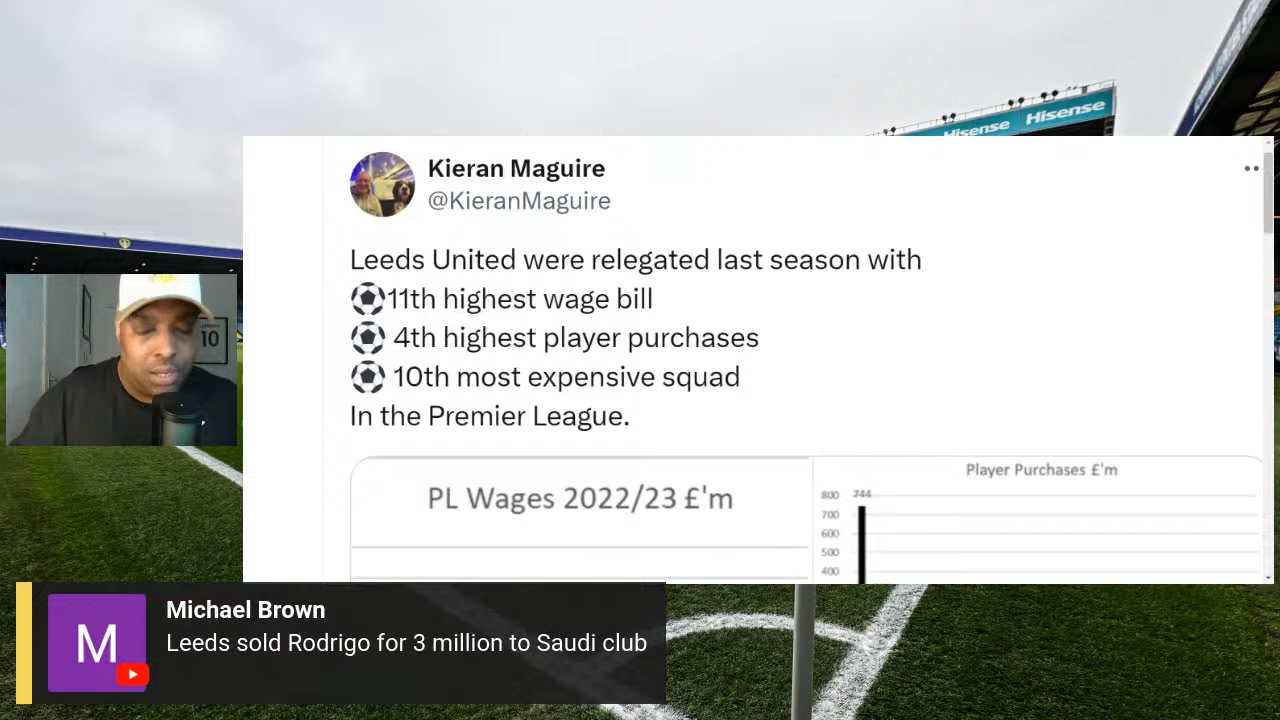 Hisense
Hisense
Kieran Maguire
@KieranMaguire
Leeds United were relegated last season with
11th highest wage bill
4th highest player purchases
10th most expensive squad
In the Premier League.
10
PL Wages 2022/23 £'m
Player Purchases £'m
800
744
700
600
500
400
M
Michael Brown
Leeds sold Rodrigo for 3 million to Saudi club